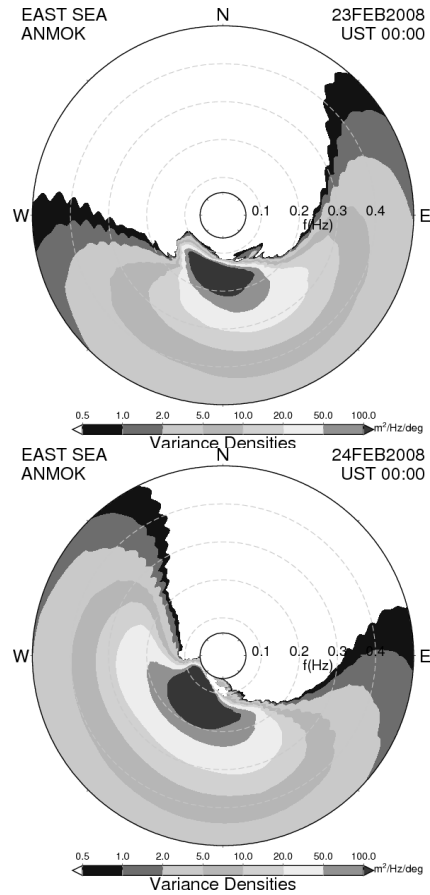 EAST SEA
ANMOK
N
23FEB2008
UST 00:00
W
0.1 0.2 0.3 0.4
f(Hz)
E
0.5 1.0 2.0 5.0 10.0 20.0 50.0 100.0
m²/Hz/deg
Variance Densities
EAST SEA
ANMOK
N
24FEB2008
UST 00:00
W
0.1 0.2 0.3 0.4
f(Hz)
E
0.5 1.0 2.0 5.0 10.0 20.0 50.0 100.0
m²/Hz/deg
Variance Densities